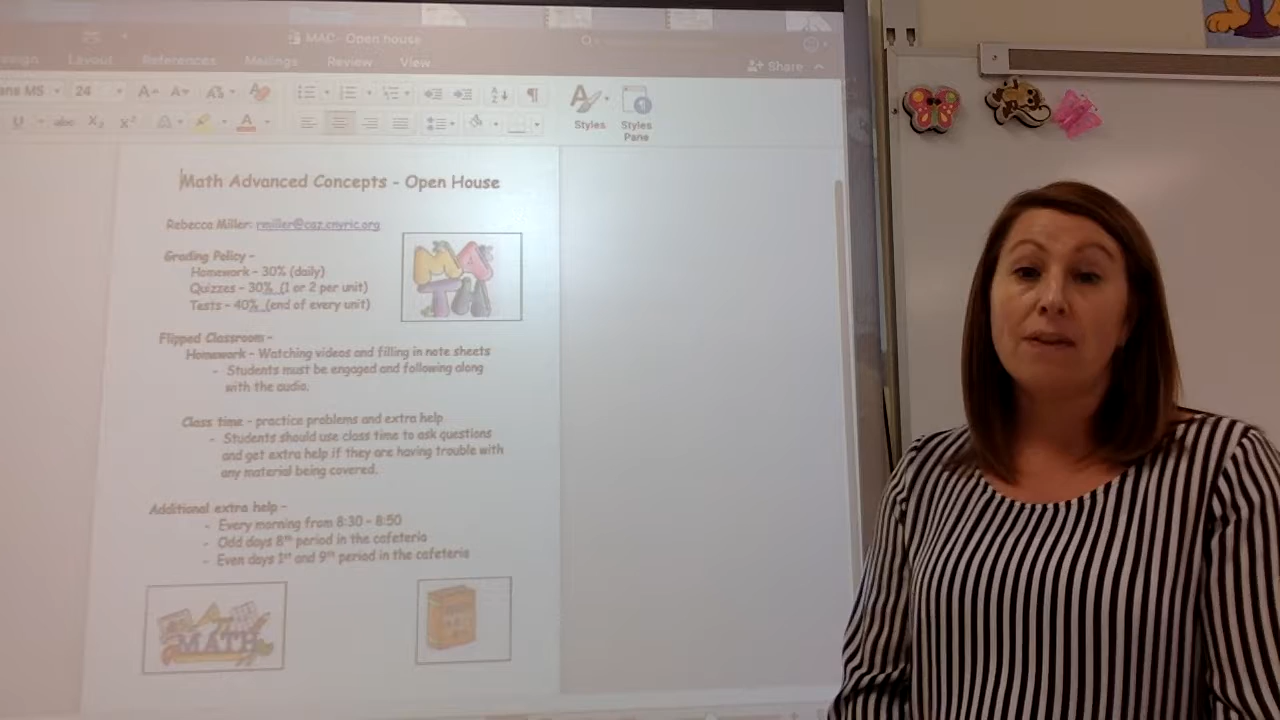 MAC- Open house
Layout
References
Mailings
Review
View
Share
ans MS
24
Styles
Styles
Pane
Math Advanced Concepts - Open House
Rebecca Miller: rmiller@caz.cnyric.org
Grading Policy -
Homework - 30% (daily)
Quizzes - 30% (1 or 2 per unit)
Tests - 40% (end of every unit)
MATH
Flipped Classroom -
Homework - Watching videos and filling in note sheets
- Students must be engaged and following along
with the audio.
Class time - practice problems and extra help
- Students should use class time to ask questions
and get extra help if they are having trouble with
any material being covered.
Additional extra help -
- Every morning from 8:30 - 8:50
- Odd days 8th period in the cafeteria
- Even days 1st and 9th period in the cafeteria
MATH